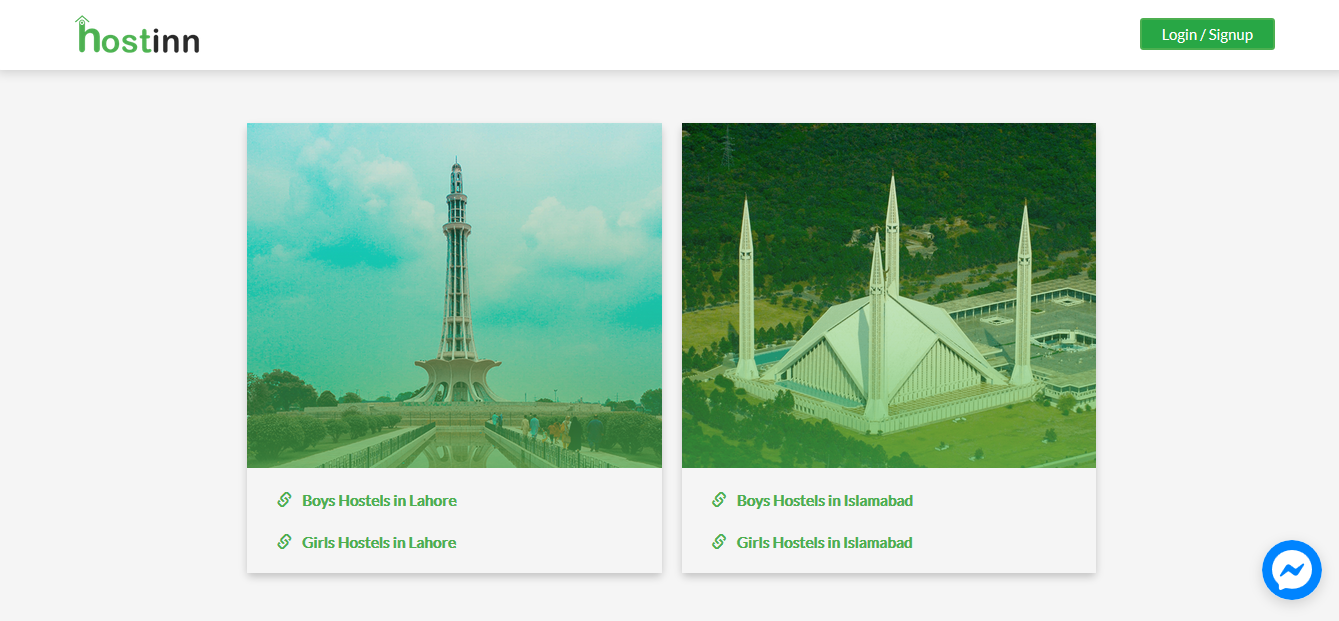 hostinn
Login / Signup
Boys Hostels in Lahore
Girls Hostels in Lahore
Boys Hostels in Islamabad
Girls Hostels in Islamabad